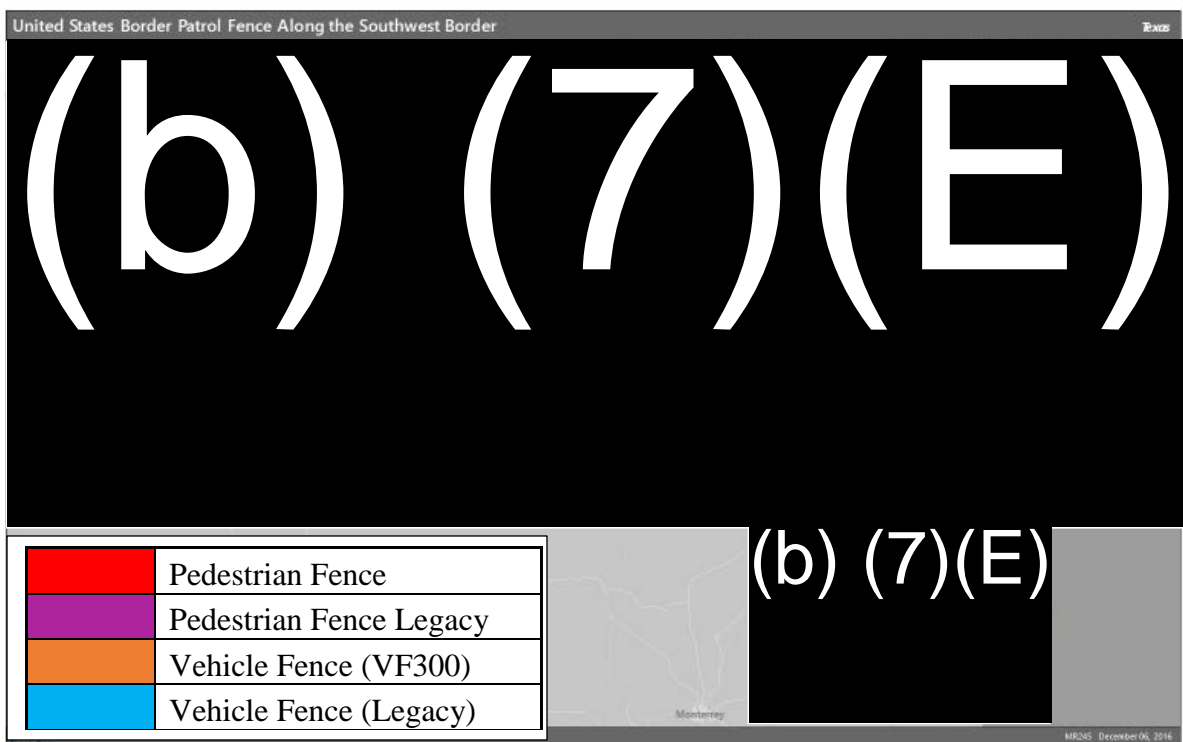 United States Border Patrol Fence Along the Southwest Border
Texas
(b) (7)(E)
(b) (7)(E)
Pedestrian Fence
Pedestrian Fence Legacy
Vehicle Fence (VF300)
Vehicle Fence (Legacy)
Monterrey
MR245 December 06, 2016